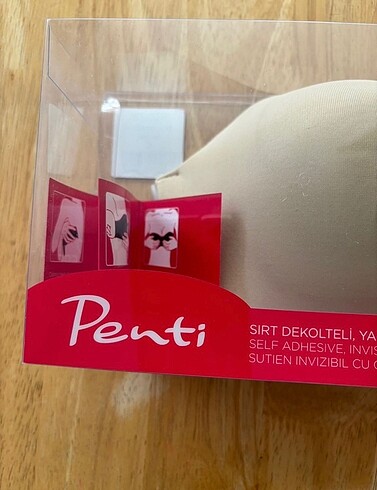 Penti
SIRT DEKOLTELİ, YA
SELF ADHESIVE, INVIS
SUTIEN INVIZIBIL CU